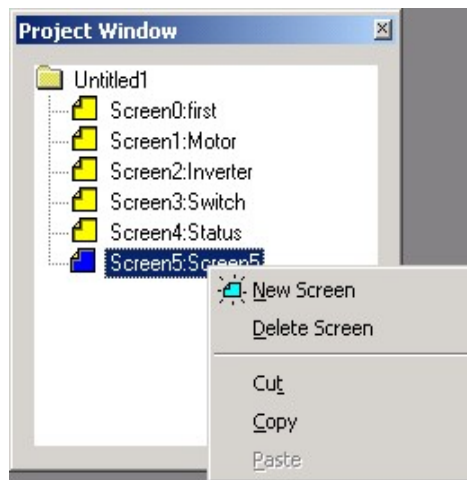 Project Window
Untitled1
Screen0:first
Screen1:Motor
Screen2:Inverter
Screen3:Switch
Screen4:Status
Screen5:Screen5
New Screen
Delete Screen
Cut
Copy
Paste